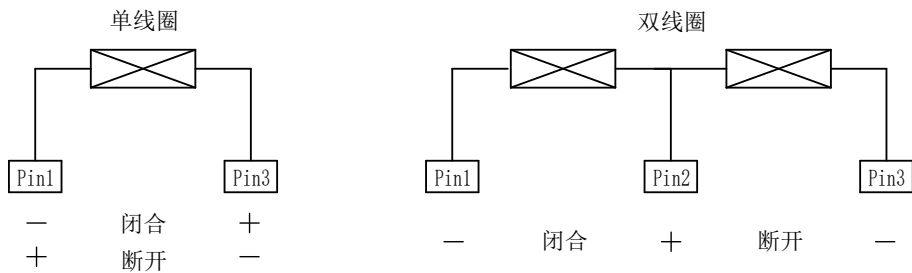 单线圈 双线圈
Pin1 Pin3 Pin1 Pin2 Pin3
— 闭合 + — 闭合 + 断开 —
+ 断开 —